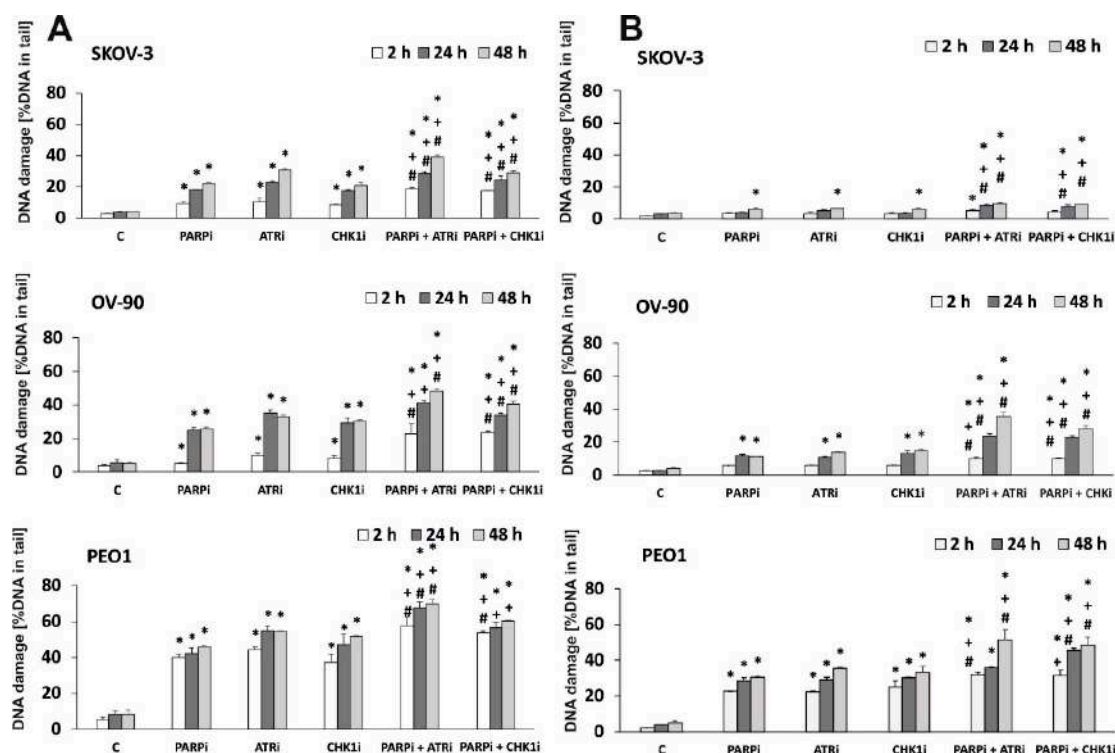 A
SKOV-3
2 h 24 h 48 h
DNA damage [%DNA in tail]
80
60
40
20
0
* * *
* * *
* * *
* * *
+ + +
# # #
* * *
+ + +
# # #
C PARPi ATRi CHK1i PARPi + ATRi PARPi + CHK1i
OV-90
2 h 24 h 48 h
DNA damage [%DNA in tail]
80
60
40
20
0
* * *
* * *
* * *
* * *
+ + +
# #
* * *
+ + +
# # #
C PARPi ATRi CHK1i PARPi + ATRi PARPi + CHK1i
PEO1
2 h 24 h 48 h
DNA damage [%DNA in tail]
80
60
40
20
0
* * *
* * *
* * *
* * *
+ + +
# # #
* * *
+ + +
#
C PARPi ATRi CHK1i PARPi + ATRi PARPi + CHK1i
B
SKOV-3
2 h 24 h 48 h
DNA damage [%DNA in tail]
80
60
40
20
0
*
*
*
* * *
+ +
# #
* *
+ +
# #
C PARPi ATRi CHK1i PARPi + ATRi PARPi + CHK1i
OV-90
2 h 24 h 48 h
DNA damage [%DNA in tail]
80
60
40
20
0
* *
* *
* *
* * *
+ + +
# # #
* * *
+ + +
# # #
C PARPi ATRi CHK1i PARPi + ATRi PARPi + CHKi
PEO1
2 h 24 h 48 h
DNA damage [%DNA in tail]
80
60
40
20
0
* * *
* * *
* * *
* * *
+ +
# #
* * *
+ + +
# #
C PARPi ATRi CHK1i PARPi + ATRi PARPi + CHK1